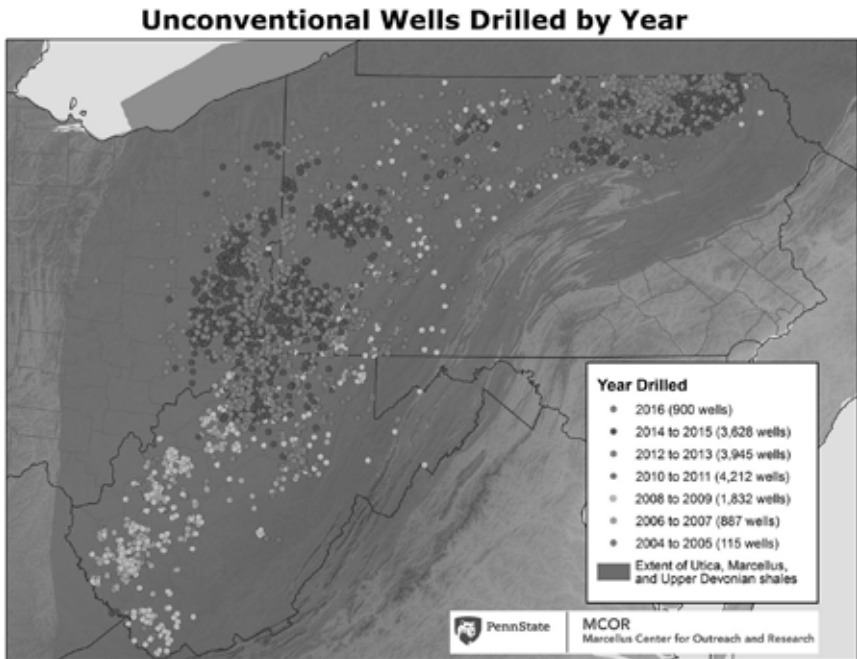 Unconventional Wells Drilled by Year
Year Drilled
2016 (900 wells)
2014 to 2015 (3,628 wells)
2012 to 2013 (3,945 wells)
2010 to 2011 (4,212 wells)
2008 to 2009 (1,832 wells)
2006 to 2007 (887 wells)
2004 to 2005 (115 wells)
Extent of Utica, Marcellus,
and Upper Devonian shales
PennState
MCOR
Marcellus Center for Outreach and Research